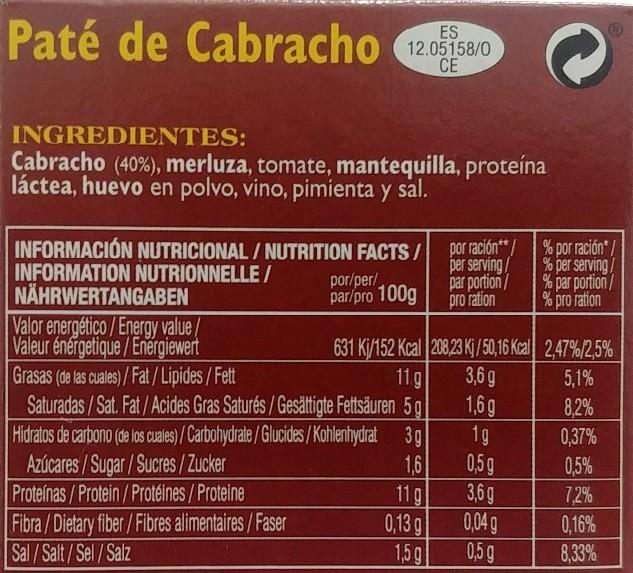 Paté de Cabracho
ES
12.05158/0
CE
®
INGREDIENTES:
Cabracho (40%), merluza, tomate, mantequilla, proteína
láctea, huevo en polvo, vino, pimienta y sal.
INFORMACIÓN NUTRICIONAL / NUTRITION FACTS /
INFORMATION NUTRITIONNELLE /
NÄHRWERTANGABEN
por/per/
par/pro 100g
por ración** /
per serving /
par portion /
pro ration
% por ración* /
% per serving /
% par portion /
% pro ration
Valor energético / Energy value /
Valeur énérgetique / Energiewert 631 Kj/152 Kcal 208,23 Kj / 50,16 Kcal 2,47%/2,5%
Grasas (de las cuales) / Fat / Lipides / Fett 11 g 3,6 g 5,1%
Saturadas / Sat. Fat / Acides Gras Saturés / Gesättigte Fettsäuren 5 g 1,6 g 8,2%
Hidratos de carbono (de los cuales) / Carbohydrate / Glucides / Kohlenhydrat 3 g 1 g 0,37%
Azúcares / Sugar / Sucres / Zucker 1,6 0,5 g 0,5%
Proteínas / Protein / Protéines / Proteine 11 g 3,6 g 7,2%
Fibra / Dietary fiber / Fibres alimentaires / Faser 0,13 g 0,04 g 0,16%
Sal / Salt / Sel / Salz 1,5 g 0,5 g 8,33%